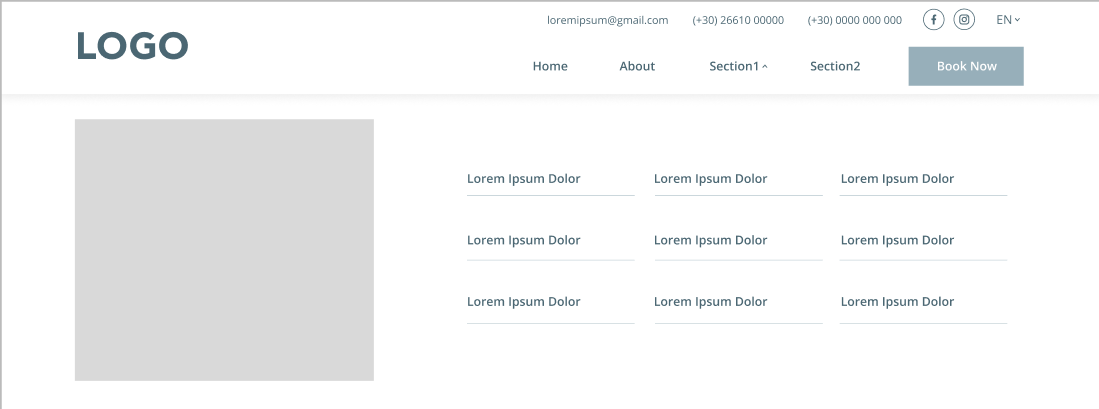 loremipsum@gmail.com (+30) 26610 00000 (+30) 0000 000 000 EN
LOGO
Home About Section1 Section2 Book Now
Lorem Ipsum Dolor Lorem Ipsum Dolor Lorem Ipsum Dolor
Lorem Ipsum Dolor Lorem Ipsum Dolor Lorem Ipsum Dolor
Lorem Ipsum Dolor Lorem Ipsum Dolor Lorem Ipsum Dolor